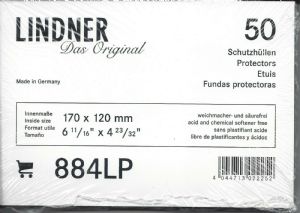 LINDNER
Das Original
50
Schutzhüllen
Protectors
Etuis
Fundas protectoras
Made in Germany
Innenmaße
Inside size
Format utile
Tamaño
170 x 120 mm
6 11/16" x 4 23/32"
weichmacher- und säurefrei
acid and chemical softener free
sans plastifiant acide
libre de plastificantes y ácidos
884LP
4 044713 072252